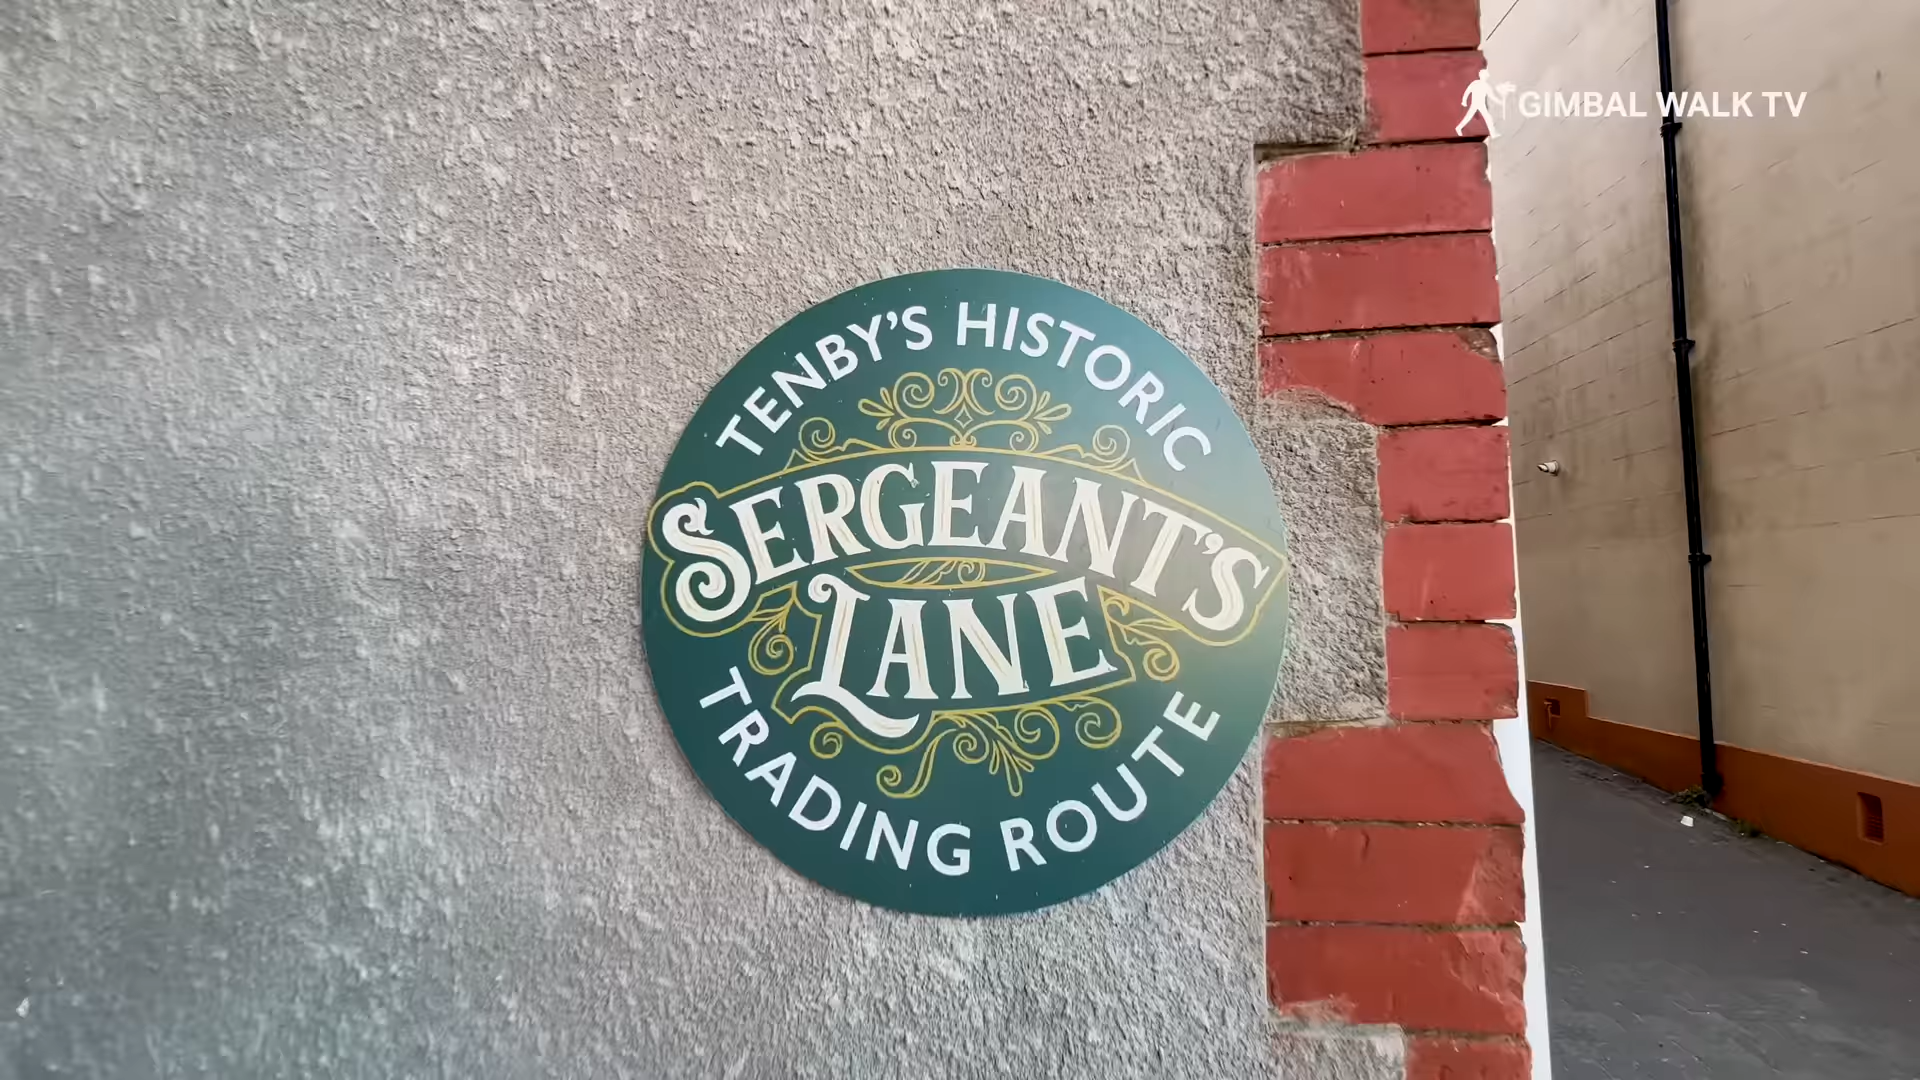 GIMBAL WALK TV
TENBY'S HISTORIC
SERGEANT'S
LANE
TRADING ROUTE